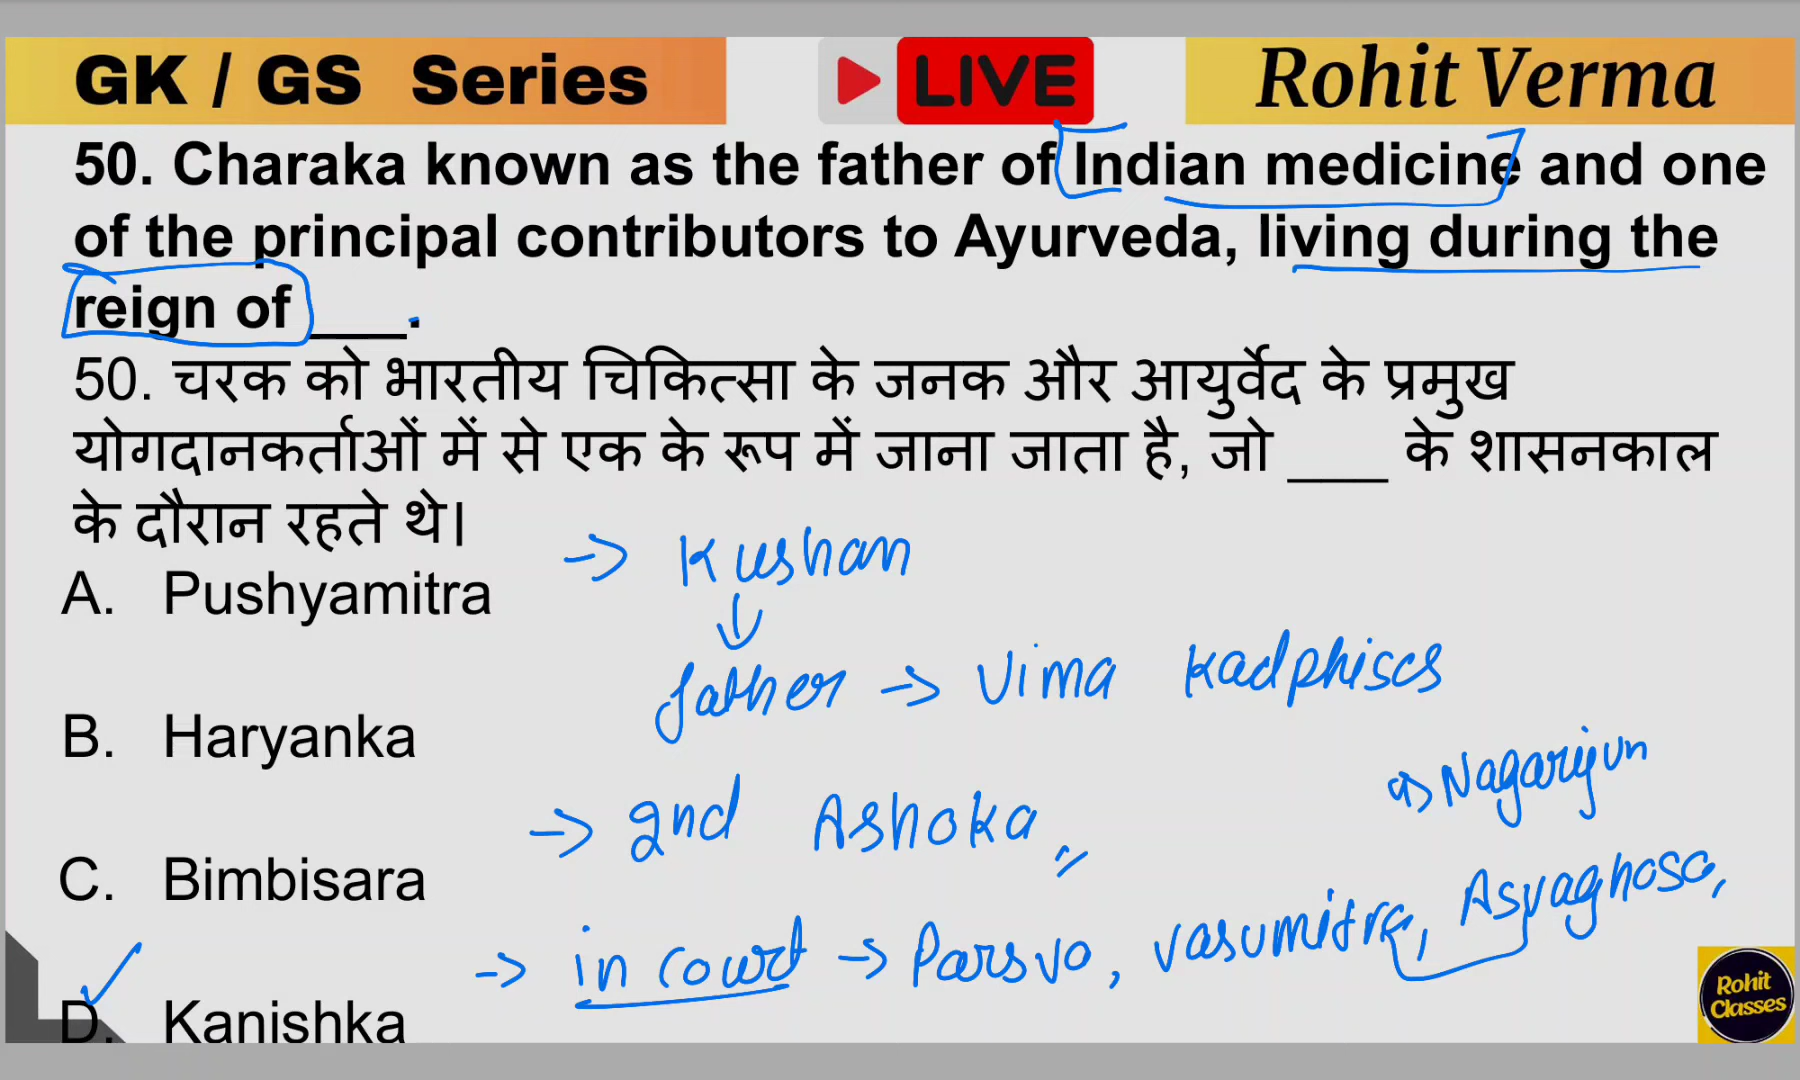 GK / GS Series
LIVE
Rohit Verma
50. Charaka known as the father of Indian medicine and one
of the principal contributors to Ayurveda, living during the
reign of ___.
50. चरक को भारतीय चिकित्सा के जनक और आयुर्वेद के प्रमुख
योगदानकर्ताओं में से एक के रूप में जाना जाता है, जो ___ के शासनकाल
के दौरान रहते थे।
→ Kushan
A. Pushyamitra
↓
father → Vima Kadphises
B. Haryanka
→ Nagarijun
→ 2nd Ashoka
C. Bimbisara
→ in court → Parsva, vasumitra, Asvaghosa,
D. Kanishka
Rohit
Classes